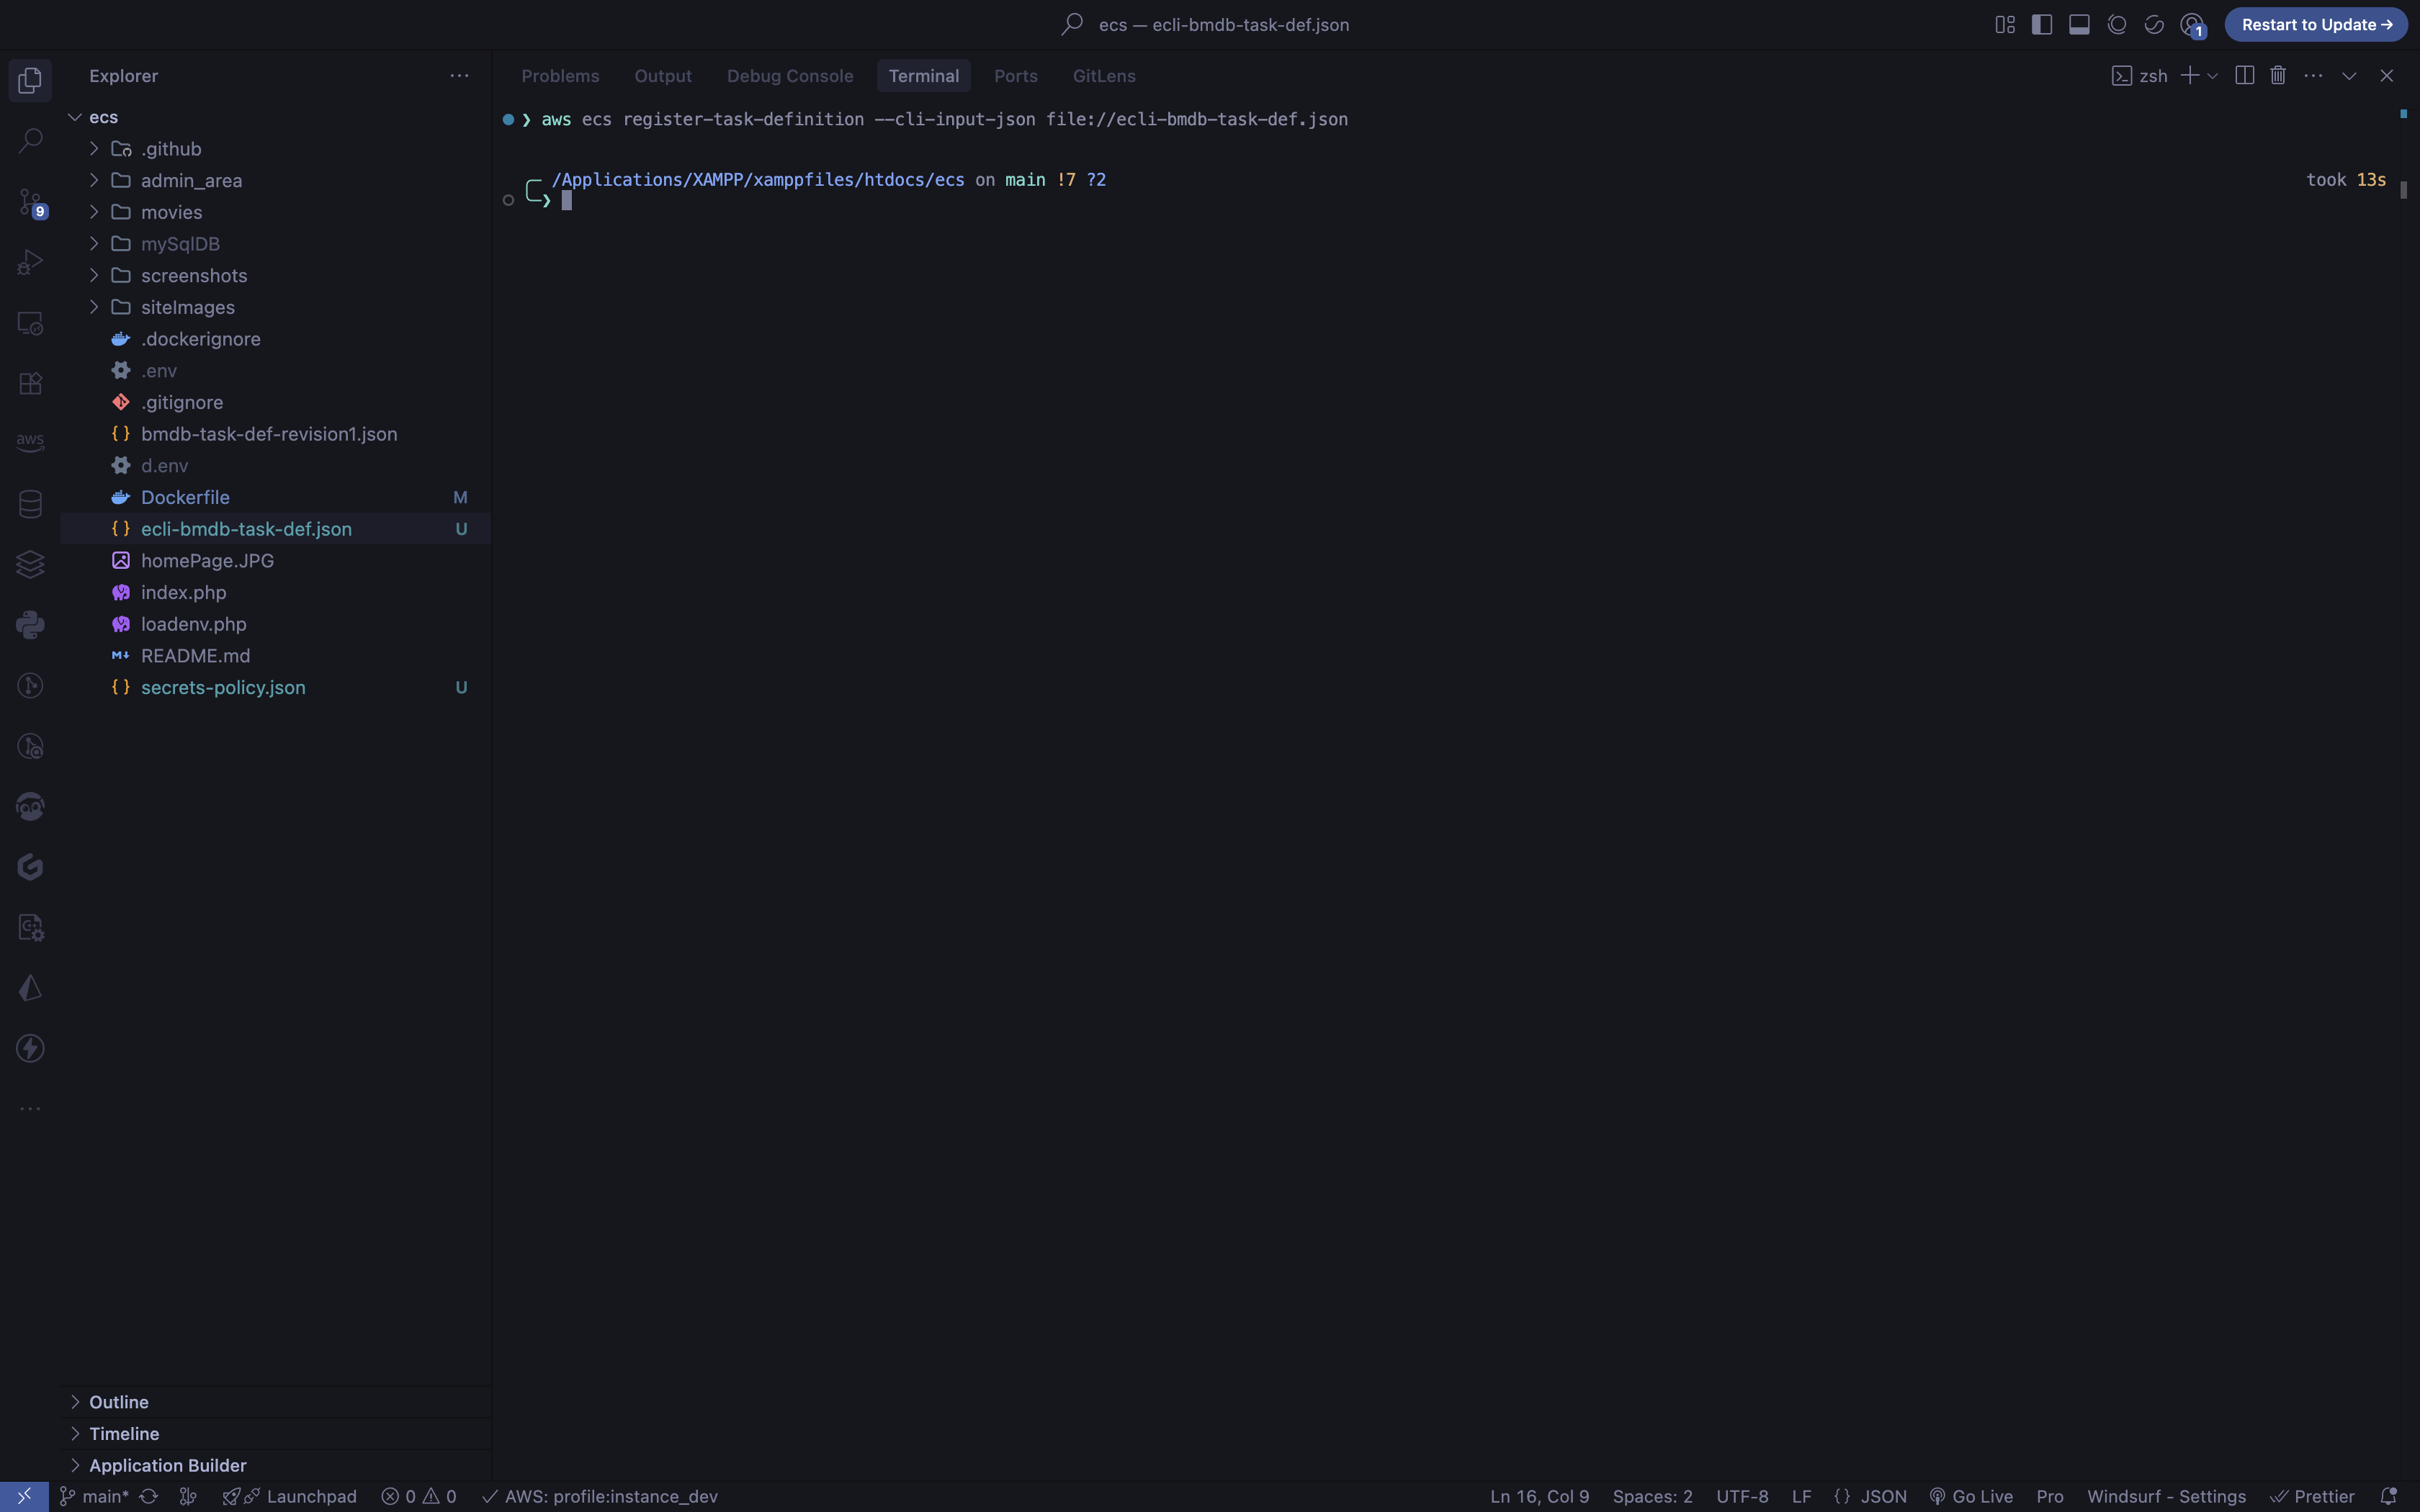 ecs — ecli-bmdb-task-def.json
1
Restart to Update →
Explorer
Problems Output Debug Console Terminal Ports GitLens
zsh
ecs
.github
admin_area
9
movies
mySqlDB
screenshots
siteImages
.dockerignore
.env
.gitignore
aws
{ } bmdb-task-def-revision1.json
d.env
Dockerfile M
{ } ecli-bmdb-task-def.json U
homePage.JPG
index.php
loadenv.php
M↓ README.md
{ } secrets-policy.json U
❯ aws ecs register-task-definition --cli-input-json file://ecli-bmdb-task-def.json
/Applications/XAMPP/xamppfiles/htdocs/ecs on main !7 ?2 took 13s
❯
Outline
Timeline
Application Builder
main* Launchpad 0 0 AWS: profile:instance_dev Ln 16, Col 9 Spaces: 2 UTF-8 LF { } JSON Go Live Pro Windsurf - Settings Prettier